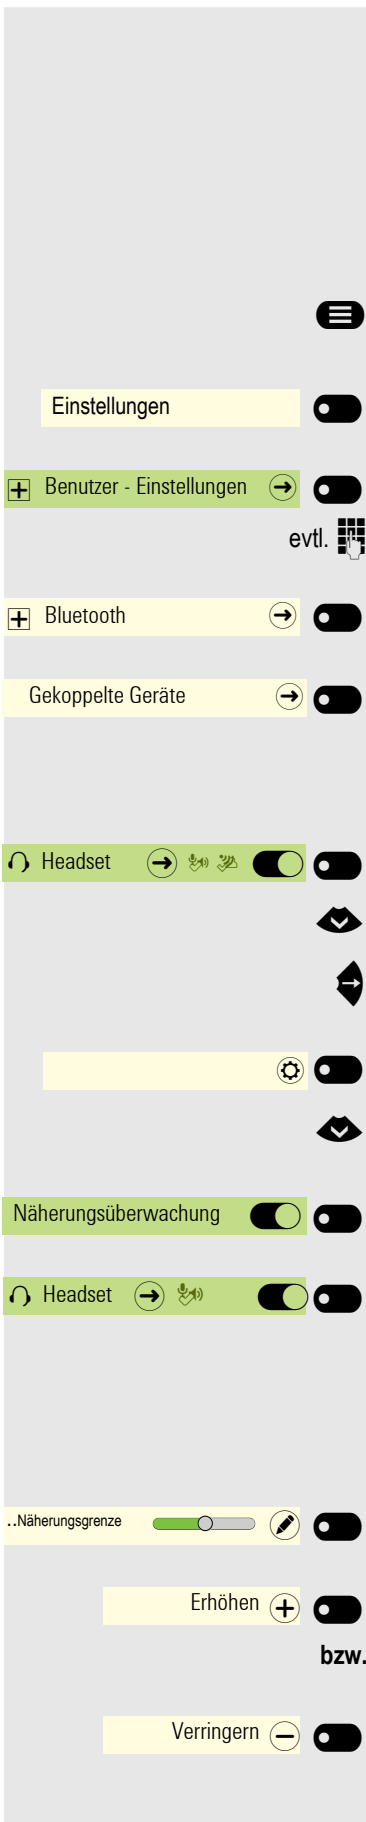 Einstellungen
Benutzer - Einstellungen
evtl.
Bluetooth
Gekoppelte Geräte
Headset
Näherungsüberwachung
Headset
..Näherungsgrenze
Erhöhen
bzw.
Verringern